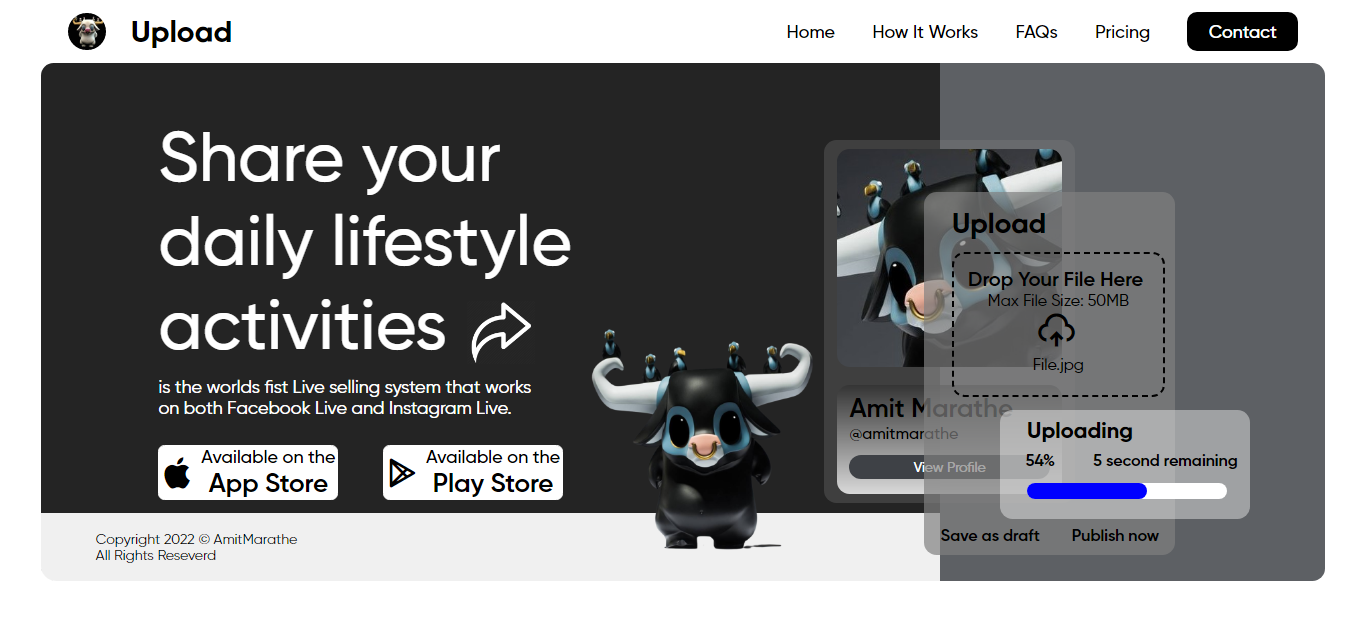 Upload
Home
How It Works
FAQs
Pricing
Contact
Share your
daily lifestyle
activities
is the worlds fist Live selling system that works
on both Facebook Live and Instagram Live.
Available on the
App Store
Available on the
Play Store
Copyright 2022 © AmitMarathe
All Rights Reseverd
Amit Marathe
@amitmarathe
View Profile
Upload
Drop Your File Here
Max File Size: 50MB
File.jpg
Uploading
54%
5 second remaining
Save as draft
Publish now